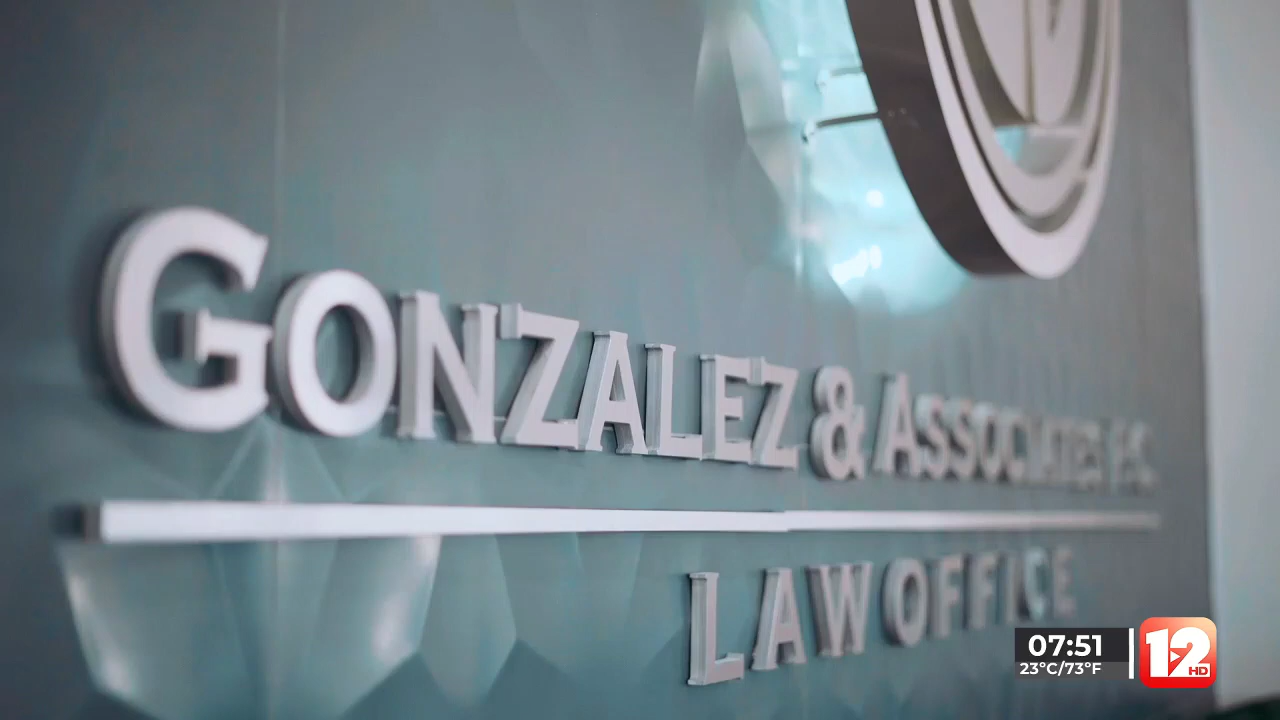 GONZALEZ & ASSOCIATES P.C.
LAW OFFICE
07:51
23°C/73°F
12
HD